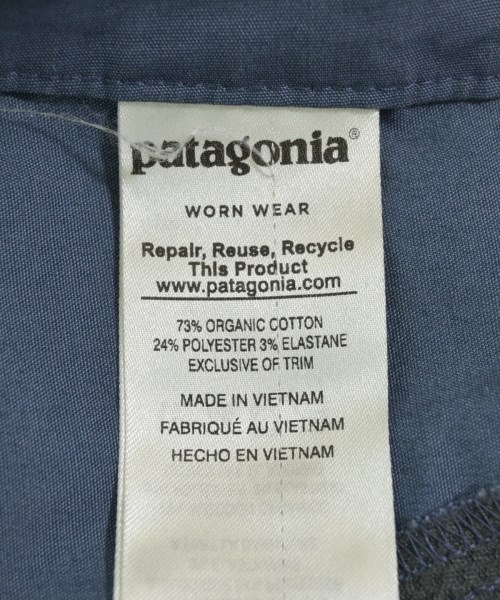 patagonia®
WORN WEAR
Repair, Reuse, Recycle
This Product
www.patagonia.com
73% ORGANIC COTTON
24% POLYESTER 3% ELASTANE
EXCLUSIVE OF TRIM
MADE IN VIETNAM
FABRIQUÉ AU VIETNAM
HECHO EN VIETNAM